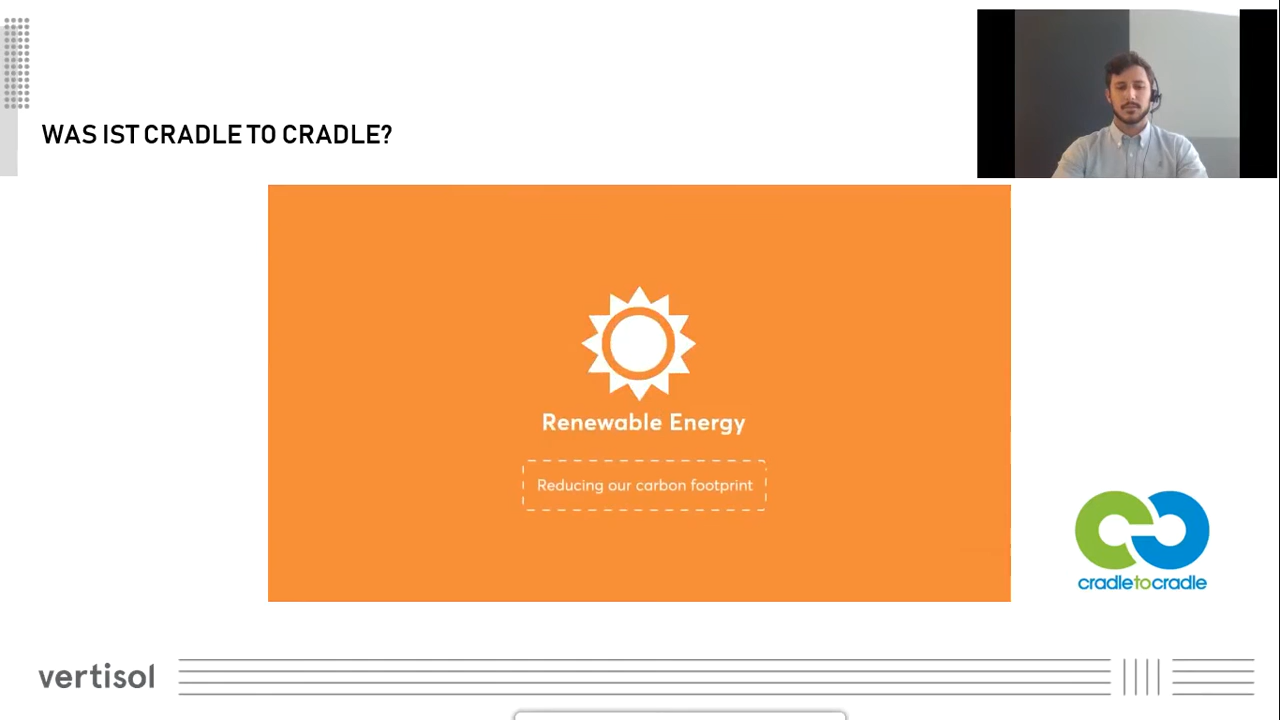 WAS IST CRADLE TO CRADLE?
Renewable Energy
Reducing our carbon footprint
cradletocradle
vertisol